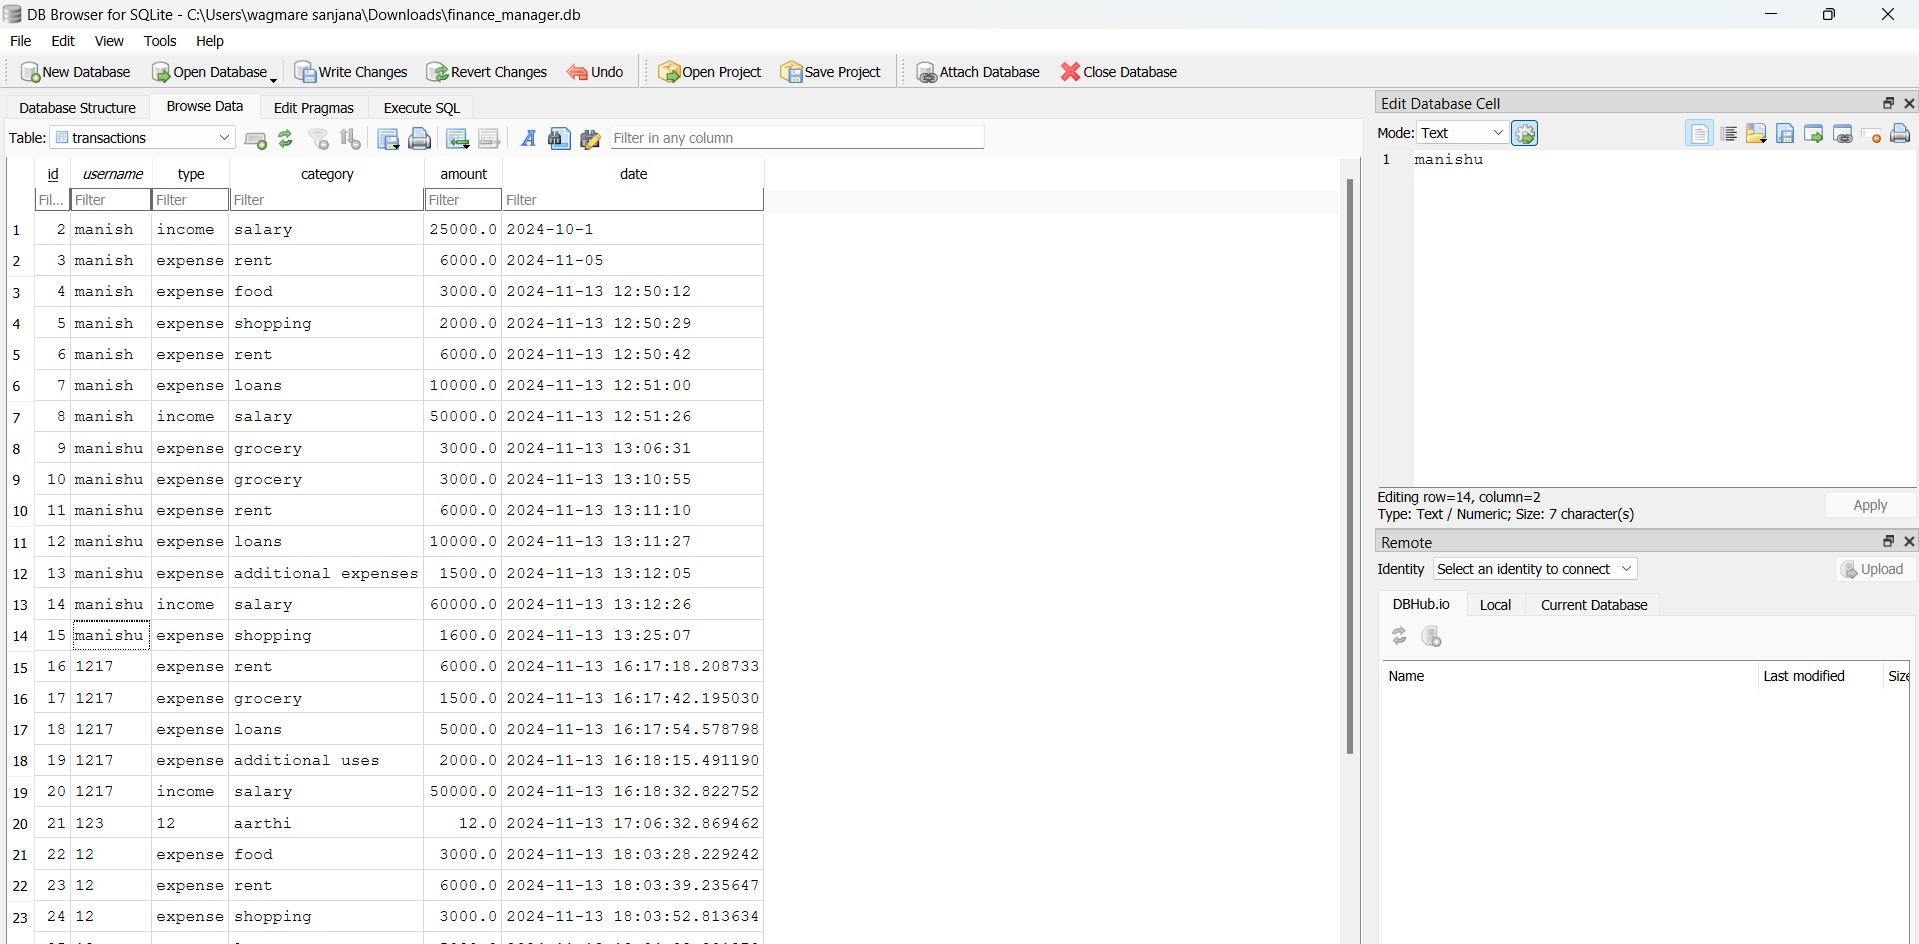 DB Browser for SQLite - C:\Users\wagmare sanjana\Downloads\finance_manager.db
File Edit View Tools Help
New Database Open Database Write Changes Revert Changes Undo Open Project Save Project Attach Database Close Database
Database Structure Browse Data Edit Pragmas Execute SQL
Table: transactions Filter in any column
id username type category amount date
Fil... Filter Filter Filter Filter Filter
1 2 manish income salary 25000.0 2024-10-1
2 3 manish expense rent 6000.0 2024-11-05
3 4 manish expense food 3000.0 2024-11-13 12:50:12
4 5 manish expense shopping 2000.0 2024-11-13 12:50:29
5 6 manish expense rent 6000.0 2024-11-13 12:50:42
6 7 manish expense loans 10000.0 2024-11-13 12:51:00
7 8 manish income salary 50000.0 2024-11-13 12:51:26
8 9 manishu expense grocery 3000.0 2024-11-13 13:06:31
9 10 manishu expense grocery 3000.0 2024-11-13 13:10:55
10 11 manishu expense rent 6000.0 2024-11-13 13:11:10
11 12 manishu expense loans 10000.0 2024-11-13 13:11:27
12 13 manishu expense additional expenses 1500.0 2024-11-13 13:12:05
13 14 manishu income salary 60000.0 2024-11-13 13:12:26
14 15 manishu expense shopping 1600.0 2024-11-13 13:25:07
15 16 1217 expense rent 6000.0 2024-11-13 16:17:18.208733
16 17 1217 expense grocery 1500.0 2024-11-13 16:17:42.195030
17 18 1217 expense loans 5000.0 2024-11-13 16:17:54.578798
18 19 1217 expense additional uses 2000.0 2024-11-13 16:18:15.491190
19 20 1217 income salary 50000.0 2024-11-13 16:18:32.822752
20 21 123 12 aarthi 12.0 2024-11-13 17:06:32.869462
21 22 12 expense food 3000.0 2024-11-13 18:03:28.229242
22 23 12 expense rent 6000.0 2024-11-13 18:03:39.235647
23 24 12 expense shopping 3000.0 2024-11-13 18:03:52.813634
Edit Database Cell
Mode: Text
1 manishu
Editing row=14, column=2
Type: Text / Numeric; Size: 7 character(s)
Apply
Remote
Identity Select an identity to connect Upload
DBHub.io Local Current Database
Name Last modified Size